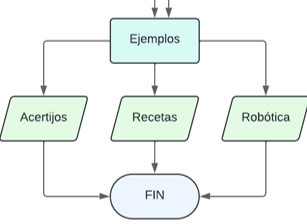 Ejemplos
Acertijos
Recetas
Robótica
FIN